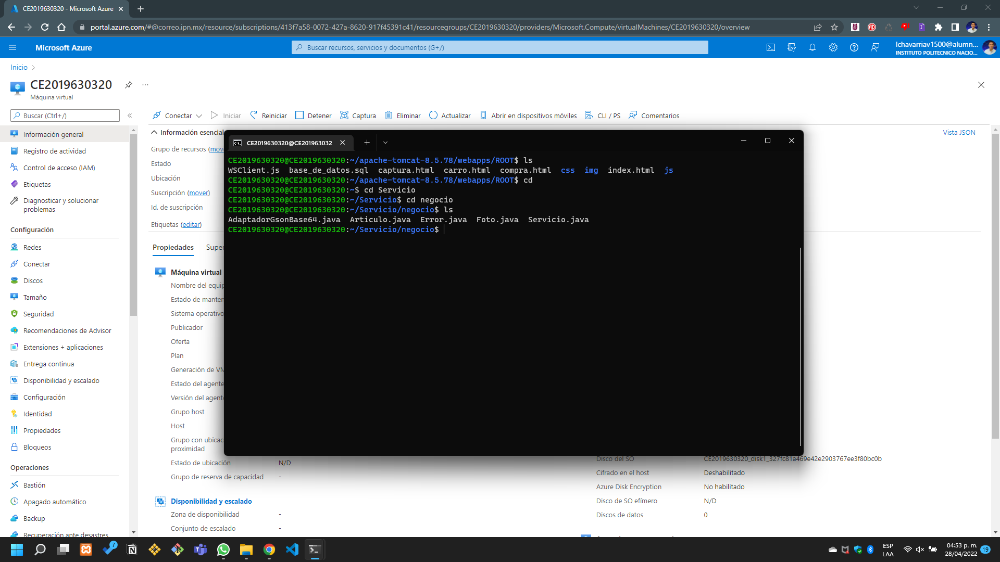 CE2019630320 - Microsoft Azure
portal.azure.com/#@correo.ipn.mx/resource/subscriptions/413f7a58-0072-427a-8620-917f45391c41/resourcegroups/CE2019630320/providers/Microsoft.Compute/virtualMachines/CE2019630320/overview
Microsoft Azure
Buscar recursos, servicios y documentos (G+/)
lchavarriav1500@alumn...
INSTITUTO POLITECNICO NACIO...
Inicio
CE2019630320
Máquina virtual
Buscar (Ctrl+/)
Conectar
Iniciar
Reiniciar
Detener
Captura
Eliminar
Actualizar
Abrir en dispositivos móviles
CLI / PS
Comentarios
Información general
Registro de actividad
Control de acceso (IAM)
Etiquetas
Diagnosticar y solucionar
problemas
Configuración
Redes
Conectar
Discos
Tamaño
Seguridad
Recomendaciones de Advisor
Extensiones + aplicaciones
Entrega continua
Disponibilidad y escalado
Configuración
Identidad
Propiedades
Bloqueos
Operaciones
Bastión
Apagado automático
Backup
Recuperación ante desastres
Información esencial
Vista JSON
Grupo de recursos (mov
Estado
Ubicación
Suscripción (mover)
Id. de suscripción
Etiquetas (editar)
Propiedades
Super
Máquina virtual
Nombre del equip
Estado de manten
Sistema operativo
Publicador
Oferta
Plan
Generación de VM
Estado del agente
Versión del agent
Grupo host
Host
Grupo con ubicac
proximidad
Estado de ubicación N/D
Grupo de reserva de capacidad -
Disponibilidad y escalado
Zona de disponibilidad -
Conjunto de escalado -
CE2019630320@CE201963032
CE2019630320@CE2019630320:~/apache-tomcat-8.5.78/webapps/ROOT$ ls
WSClient.js base_de_datos.sql captura.html carro.html compra.html css img index.html js
CE2019630320@CE2019630320:~/apache-tomcat-8.5.78/webapps/ROOT$ cd
CE2019630320@CE2019630320:~$ cd Servicio
CE2019630320@CE2019630320:~/Servicio$ cd negocio
CE2019630320@CE2019630320:~/Servicio/negocio$ ls
AdaptadorGsonBase64.java Articulo.java Error.java Foto.java Servicio.java
CE2019630320@CE2019630320:~/Servicio/negocio$
Disco del SO CE2019630320_disk1_327fc81a469e42e2903767ee3f80bc0b
Cifrado en el host Deshabilitado
Azure Disk Encryption No habilitado
Disco de SO efímero N/D
Discos de datos 0
7
ESP
LAA
04:53 p. m.
28/04/2022
19